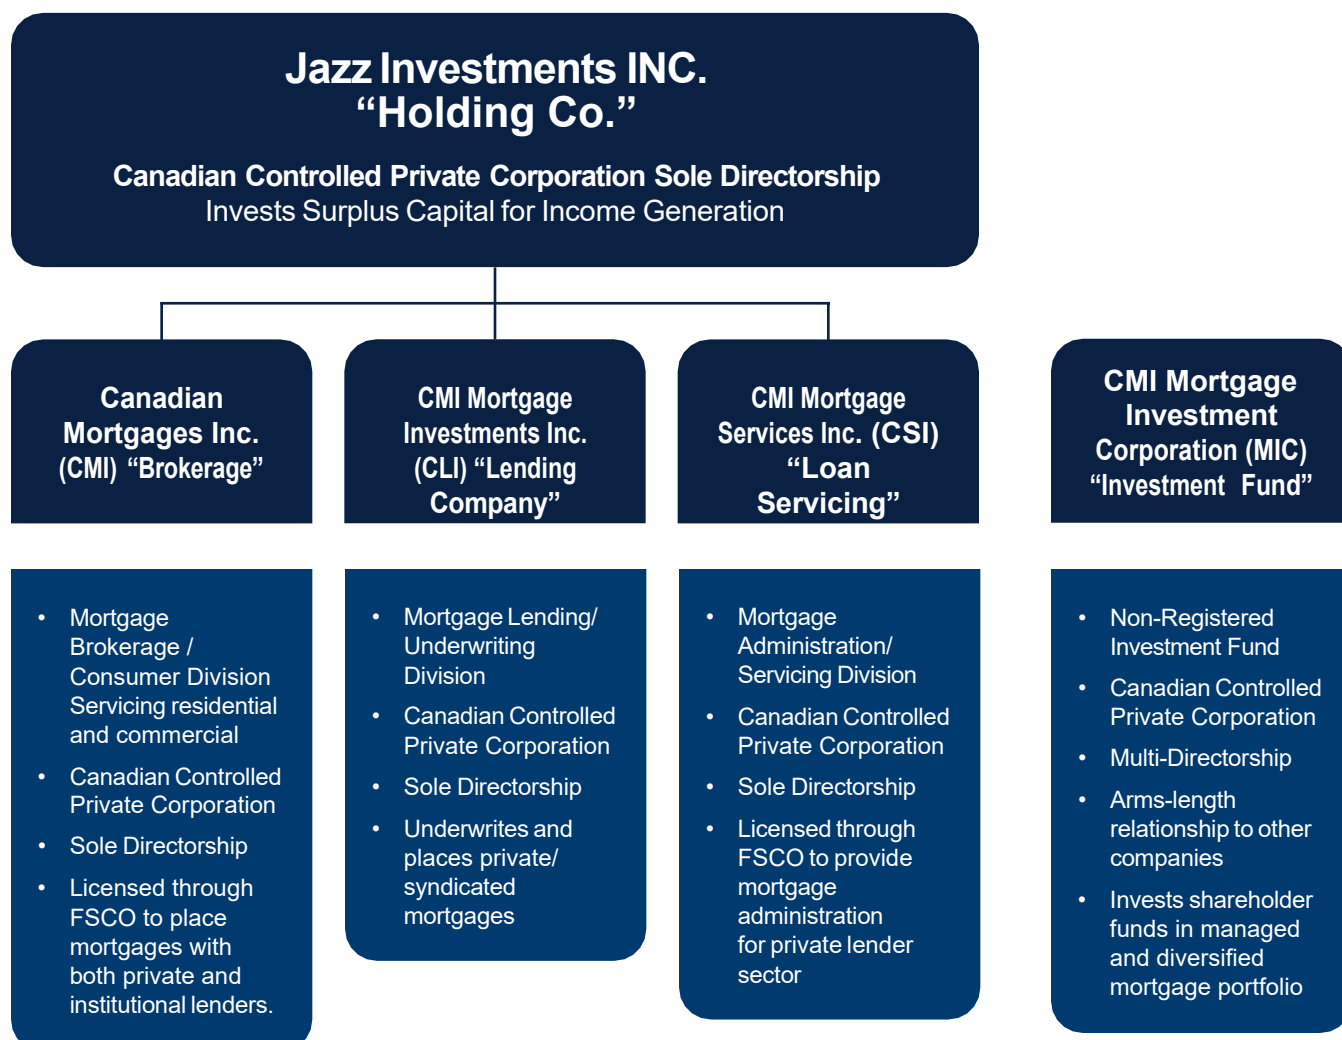 Jazz Investments INC.
“Holding Co.”
Canadian Controlled Private Corporation Sole Directorship
Invests Surplus Capital for Income Generation
Canadian
Mortgages Inc.
(CMI) “Brokerage”
• Mortgage
Brokerage /
Consumer Division
Servicing residential
and commercial
• Canadian Controlled
Private Corporation
• Sole Directorship
• Licensed through
FSCO to place
mortgages with
both private and
institutional lenders.
CMI Mortgage
Investments Inc.
(CLI) “Lending
Company”
• Mortgage Lending/
Underwriting
Division
• Canadian Controlled
Private Corporation
• Sole Directorship
• Underwrites and
places private/
syndicated
mortgages
CMI Mortgage
Services Inc. (CSI)
“Loan
Servicing”
• Mortgage
Administration/
Servicing Division
• Canadian Controlled
Private Corporation
• Sole Directorship
• Licensed through
FSCO to provide
mortgage
administration
for private lender
sector
CMI Mortgage
Investment
Corporation (MIC)
“Investment Fund”
• Non-Registered
Investment Fund
• Canadian Controlled
Private Corporation
• Multi-Directorship
• Arms-length
relationship to other
companies
• Invests shareholder
funds in managed
and diversified
mortgage portfolio